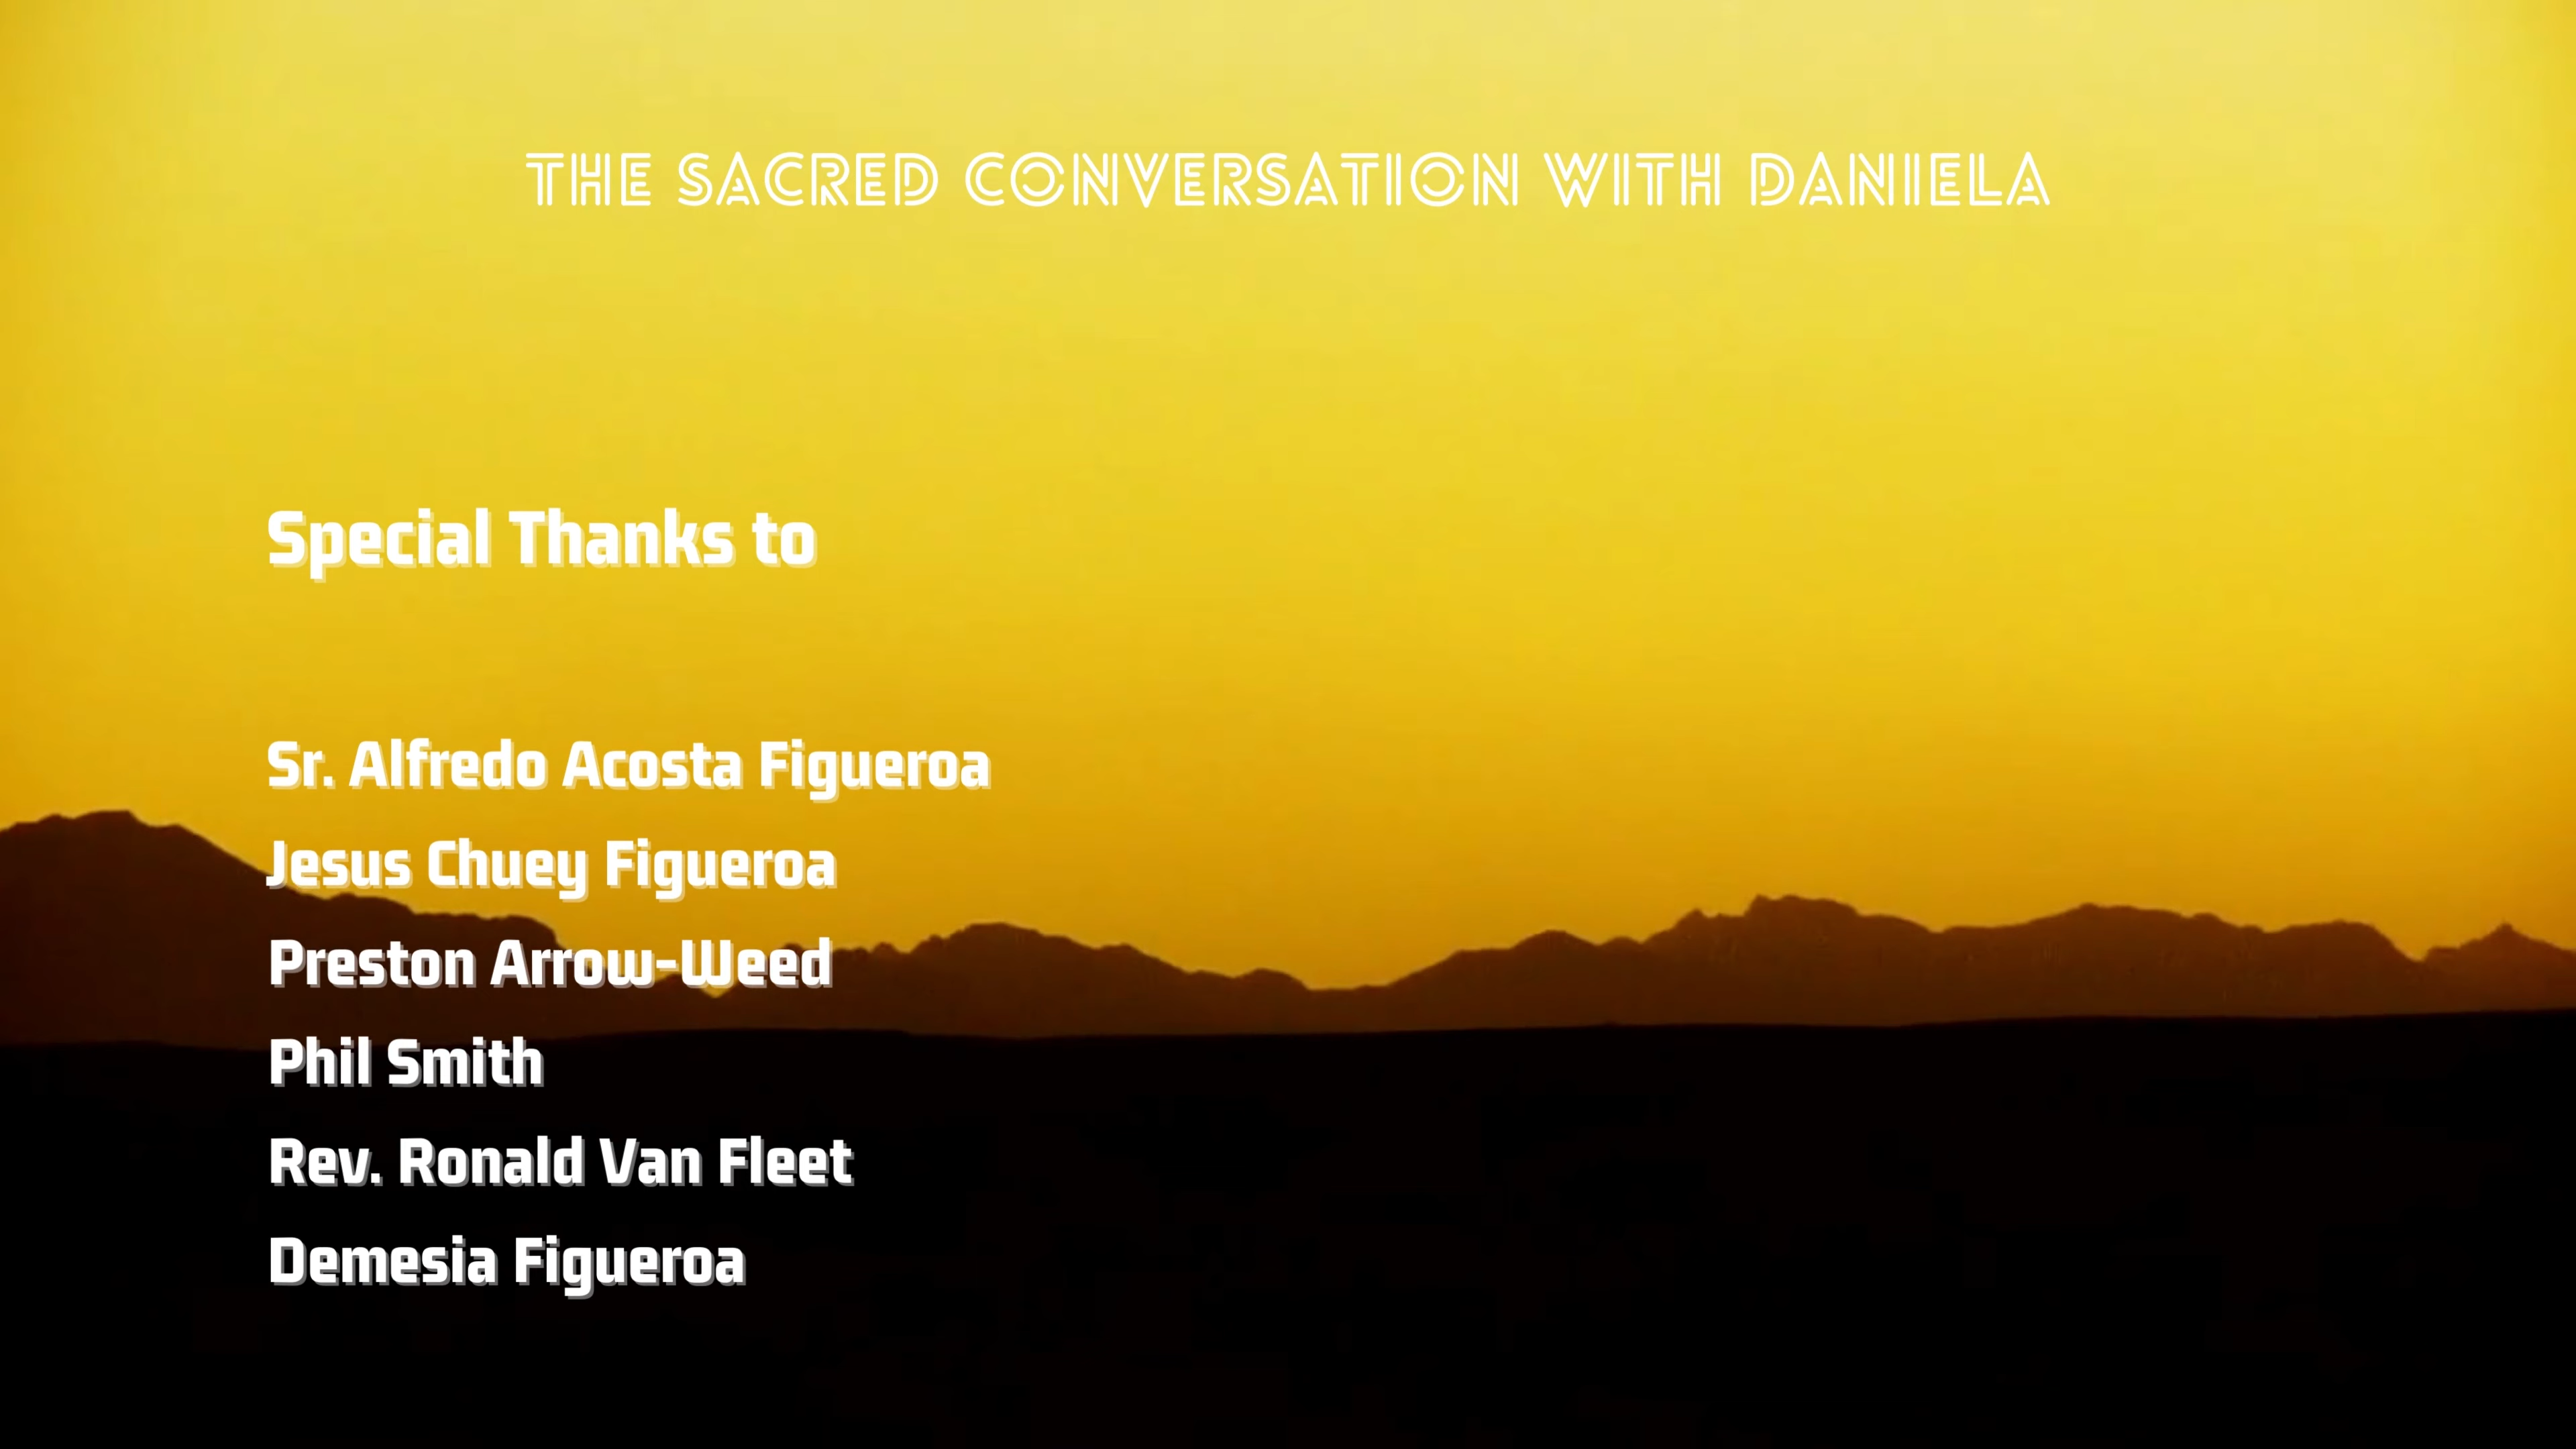 THE SACRED CONVERSATION WITH DANIELA
Special Thanks to
Sr. Alfredo Acosta Figueroa
Jesus Chuey Figueroa
Preston Arrow-Weed
Phil Smith
Rev. Ronald Van Fleet
Demesia Figueroa